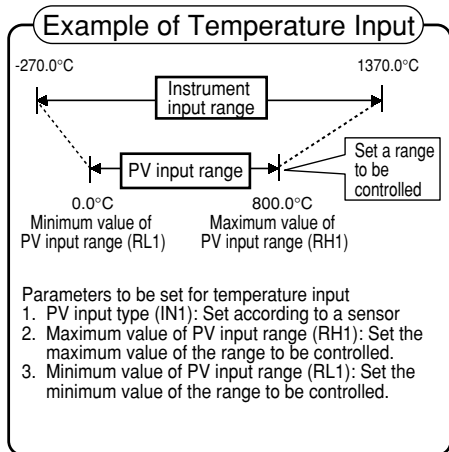 Example of Temperature Input
-270.0°C
1370.0°C
Instrument
input range
PV input range
Set a range
to be
controlled
0.0°C
Minimum value of
PV input range (RL1)
800.0°C
Maximum value of
PV input range (RH1)
Parameters to be set for temperature input
1. PV input type (IN1): Set according to a sensor
2. Maximum value of PV input range (RH1): Set the
maximum value of the range to be controlled.
3. Minimum value of PV input range (RL1): Set the
minimum value of the range to be controlled.